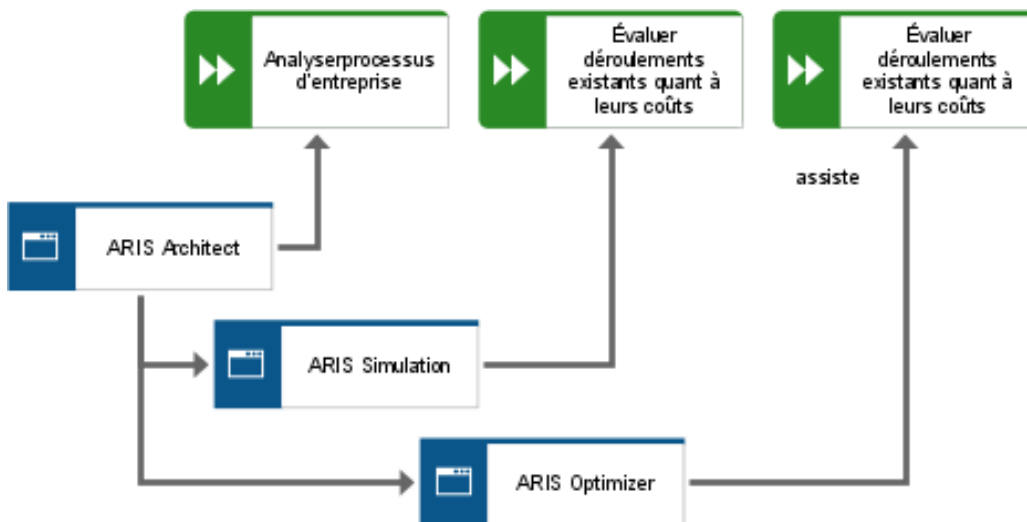 Analyserprocessus
d'entreprise
Évaluer
déroulements
existants quant à
leurs coûts
Évaluer
déroulements
existants quant à
leurs coûts
assiste
ARIS Architect
ARIS Simulation
ARIS Optimizer